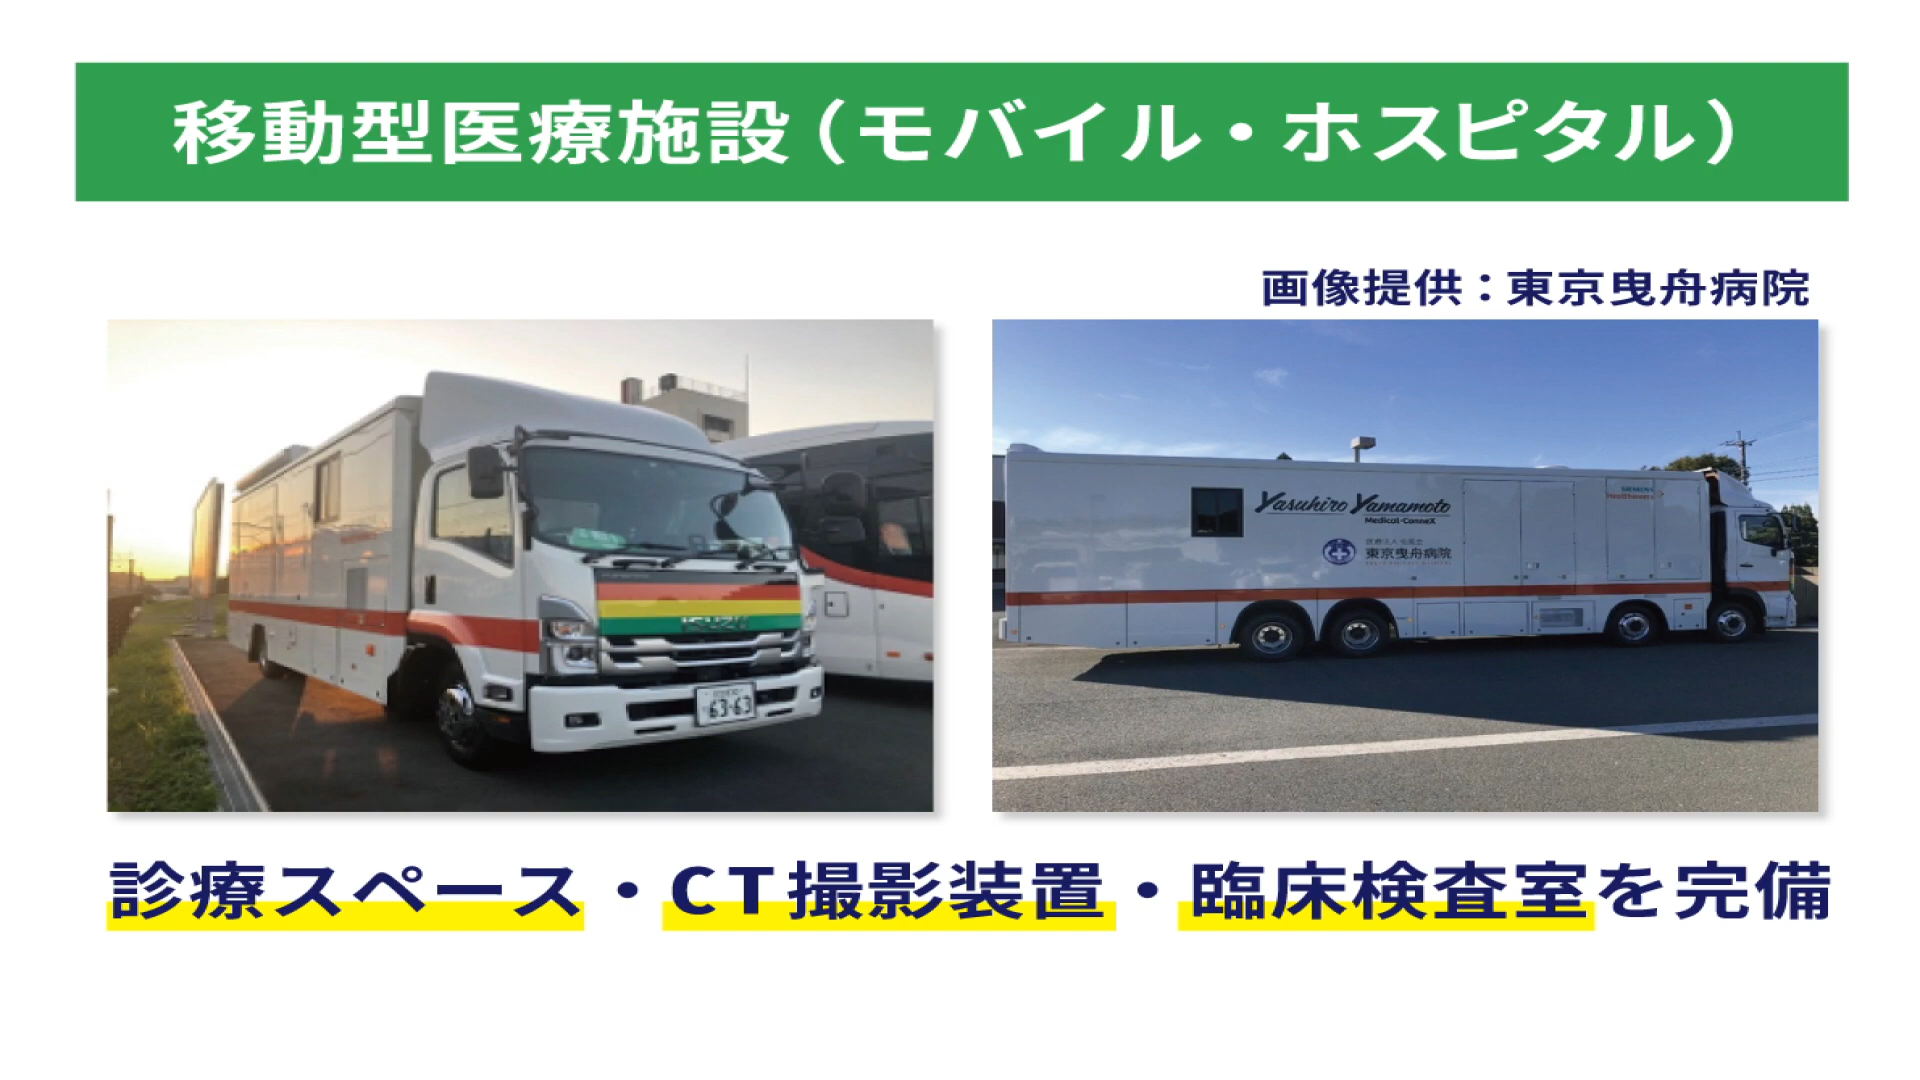 移動型医療施設（モバイル・ホスピタル）
画像提供：東京曳舟病院
ISUZU
63-63
Yasuhiro Yamamoto
Medical-ConneX
東京曳舟病院
SIEMENS
Healthineers
診療スペース・CT撮影装置・臨床検査室を完備